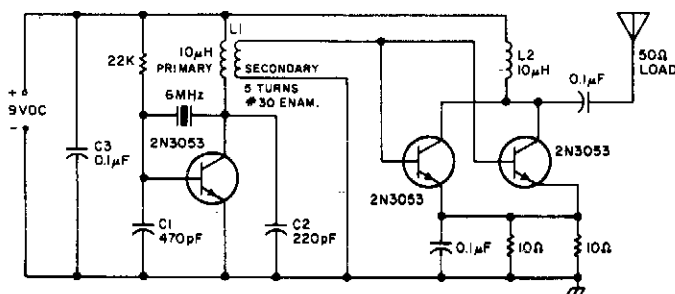 L1
22K
10µH
PRIMARY
SECONDARY
5 TURNS
#30 ENAM.
6MHz
2N3053
+
9VDC
-
C3
0.1µF
C1
470pF
C2
220pF
L2
10µH
0.1µF
50Ω
LOAD
2N3053
2N3053
0.1µF
10Ω
10Ω